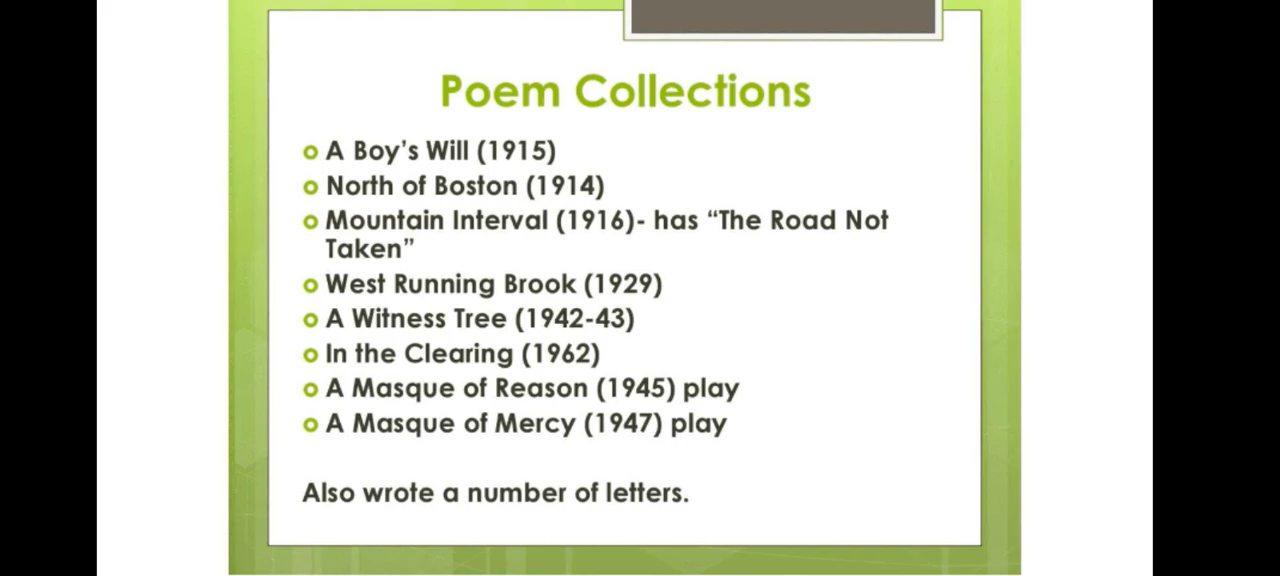 Poem Collections
A Boy's Will (1915)
North of Boston (1914)
Mountain Interval (1916)- has “The Road Not
Taken”
West Running Brook (1929)
A Witness Tree (1942-43)
In the Clearing (1962)
A Masque of Reason (1945) play
A Masque of Mercy (1947) play
Also wrote a number of letters.